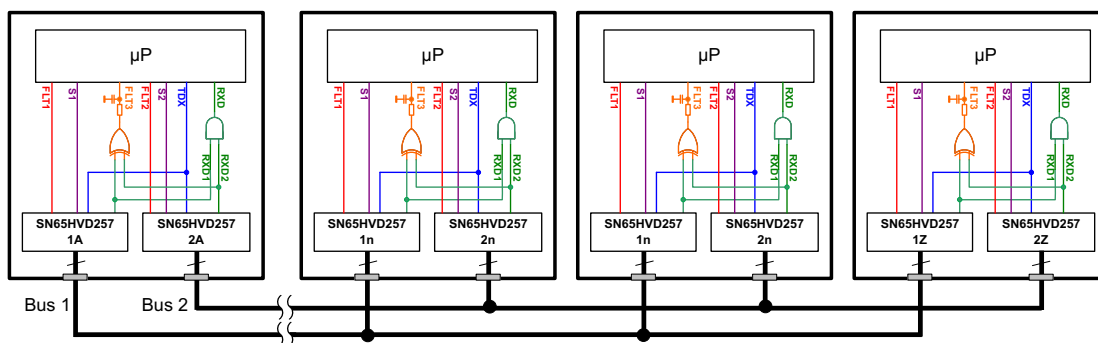 µP
FLT1
S1
FLT3
FLT2
S2
TDX
RXD
RXD1
RXD2
SN65HVD257
1A
SN65HVD257
2A
µP
FLT1
S1
FLT3
FLT2
S2
TDX
RXD
RXD1
RXD2
SN65HVD257
1n
SN65HVD257
2n
µP
FLT1
S1
FLT3
FLT2
S2
TDX
RXD
RXD1
RXD2
SN65HVD257
1n
SN65HVD257
2n
µP
FLT1
S1
FLT3
FLT2
S2
TDX
RXD
RXD1
RXD2
SN65HVD257
1Z
SN65HVD257
2Z
Bus 1
Bus 2